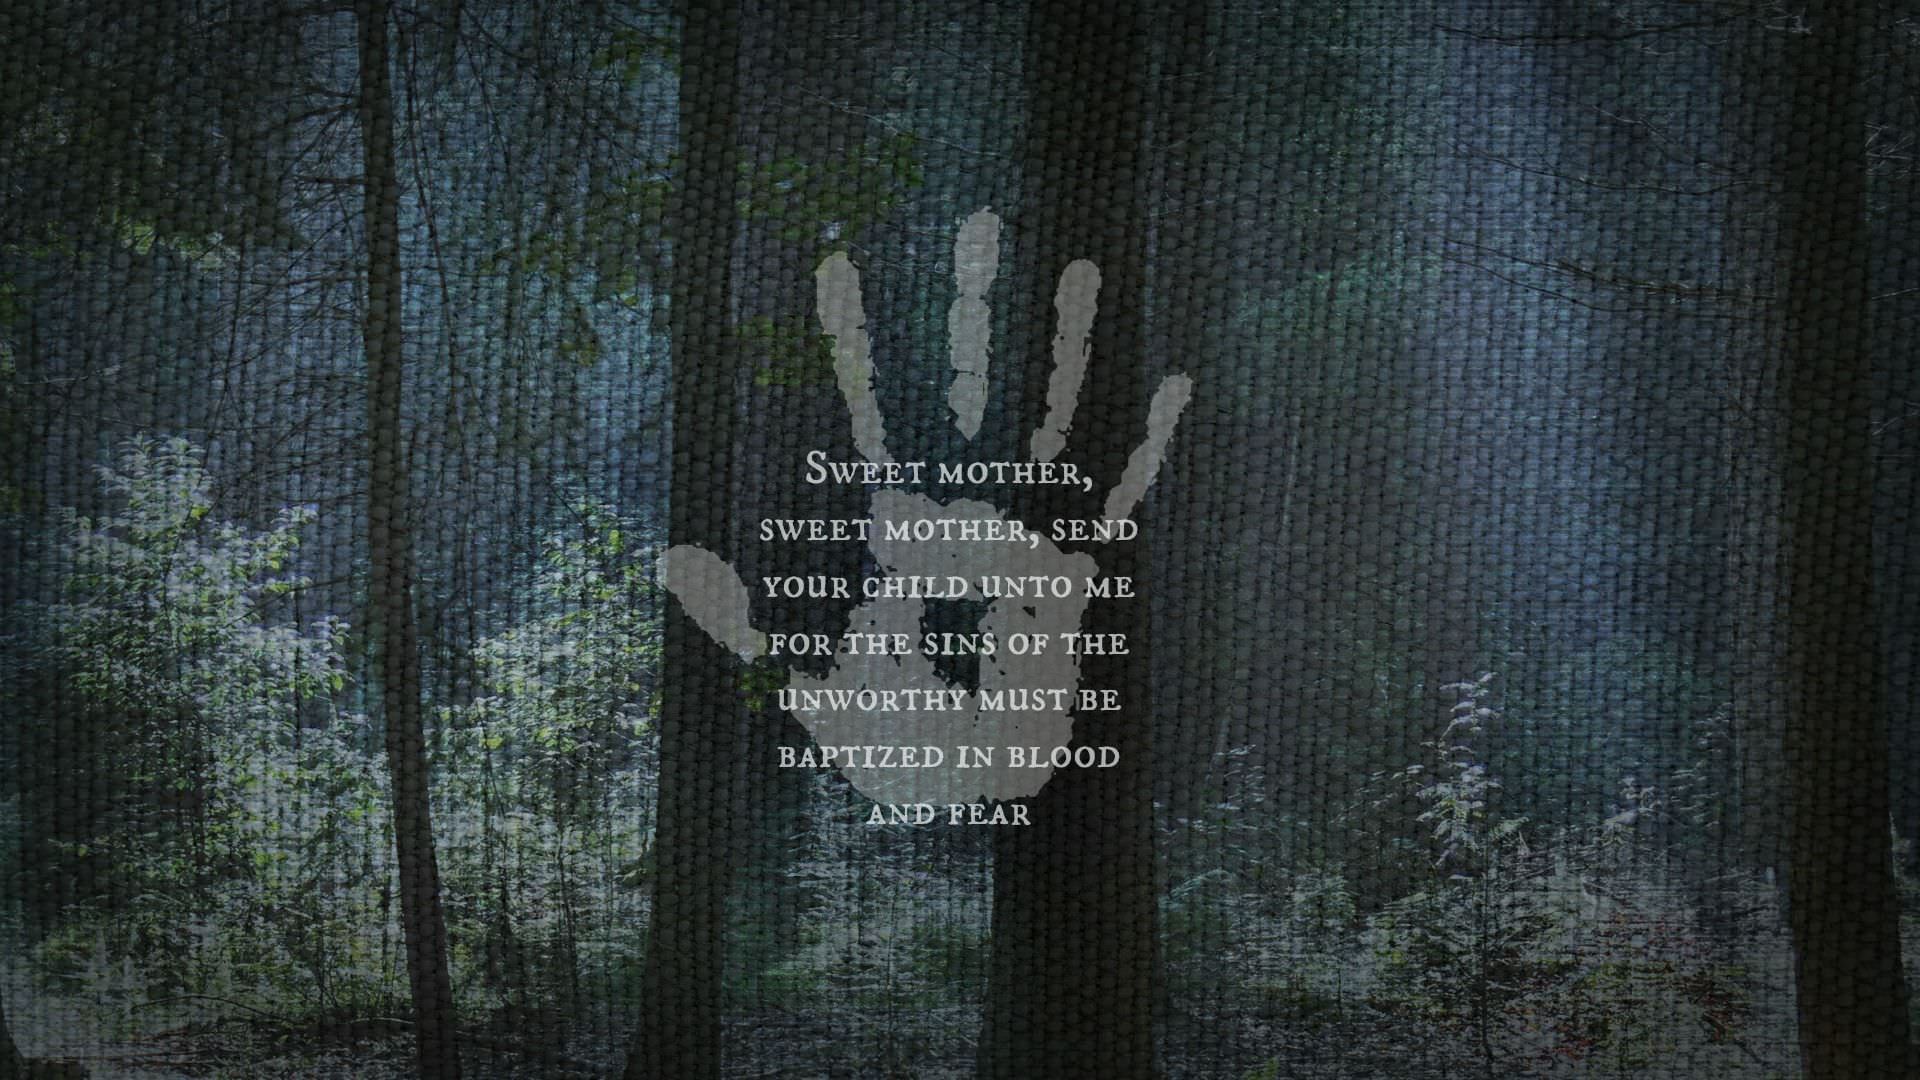 Sweet mother,
sweet mother, send
your child unto me
for the sins of the
unworthy must be
baptized in blood
and fear